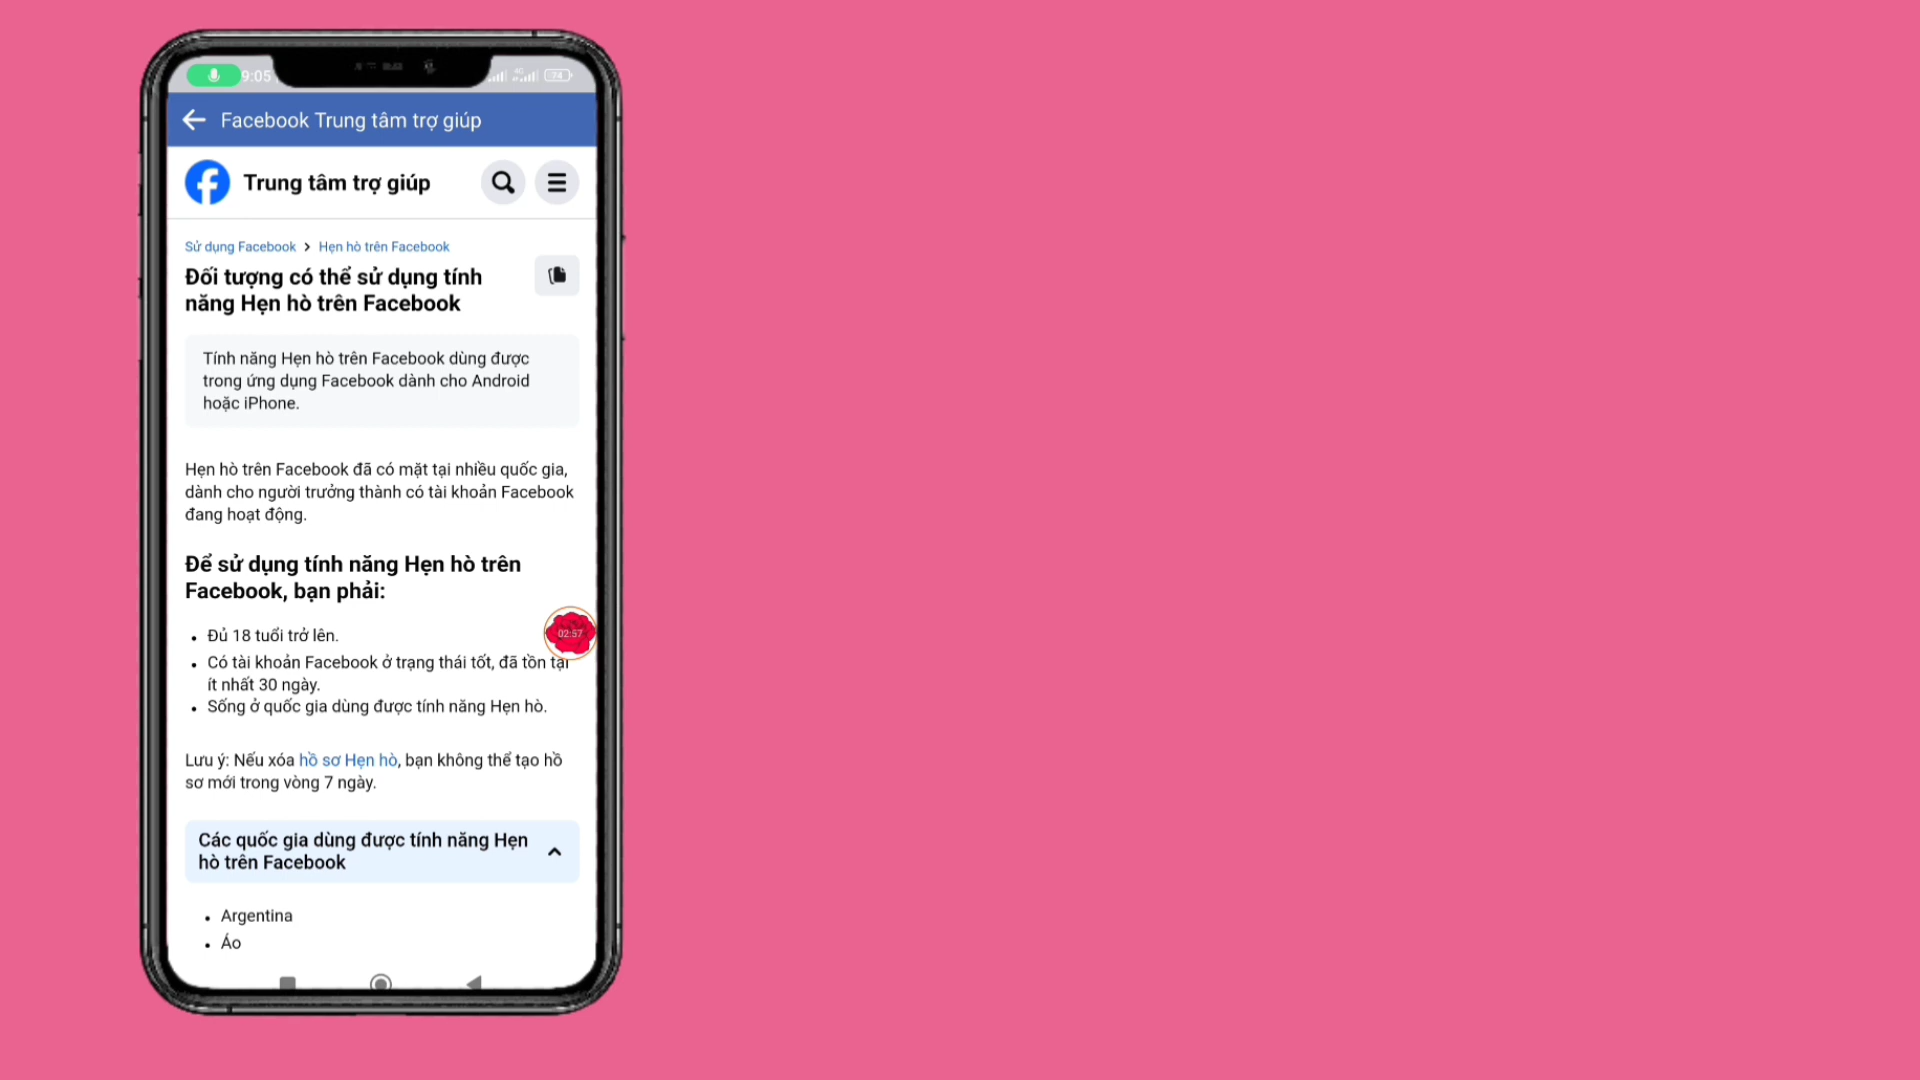 9:05
4G
74
Facebook Trung tâm trợ giúp
Trung tâm trợ giúp
Sử dụng Facebook > Hẹn hò trên Facebook
Đối tượng có thể sử dụng tính
năng Hẹn hò trên Facebook
Tính năng Hẹn hò trên Facebook dùng được
trong ứng dụng Facebook dành cho Android
hoặc iPhone.
Hẹn hò trên Facebook đã có mặt tại nhiều quốc gia,
dành cho người trưởng thành có tài khoản Facebook
đang hoạt động.
Để sử dụng tính năng Hẹn hò trên
Facebook, bạn phải:
• Đủ 18 tuổi trở lên.
02:57
• Có tài khoản Facebook ở trạng thái tốt, đã tồn tại
ít nhất 30 ngày.
• Sống ở quốc gia dùng được tính năng Hẹn hò.
Lưu ý: Nếu xóa hồ sơ Hẹn hò, bạn không thể tạo hồ
sơ mới trong vòng 7 ngày.
Các quốc gia dùng được tính năng Hẹn
hò trên Facebook
• Argentina
• Áo